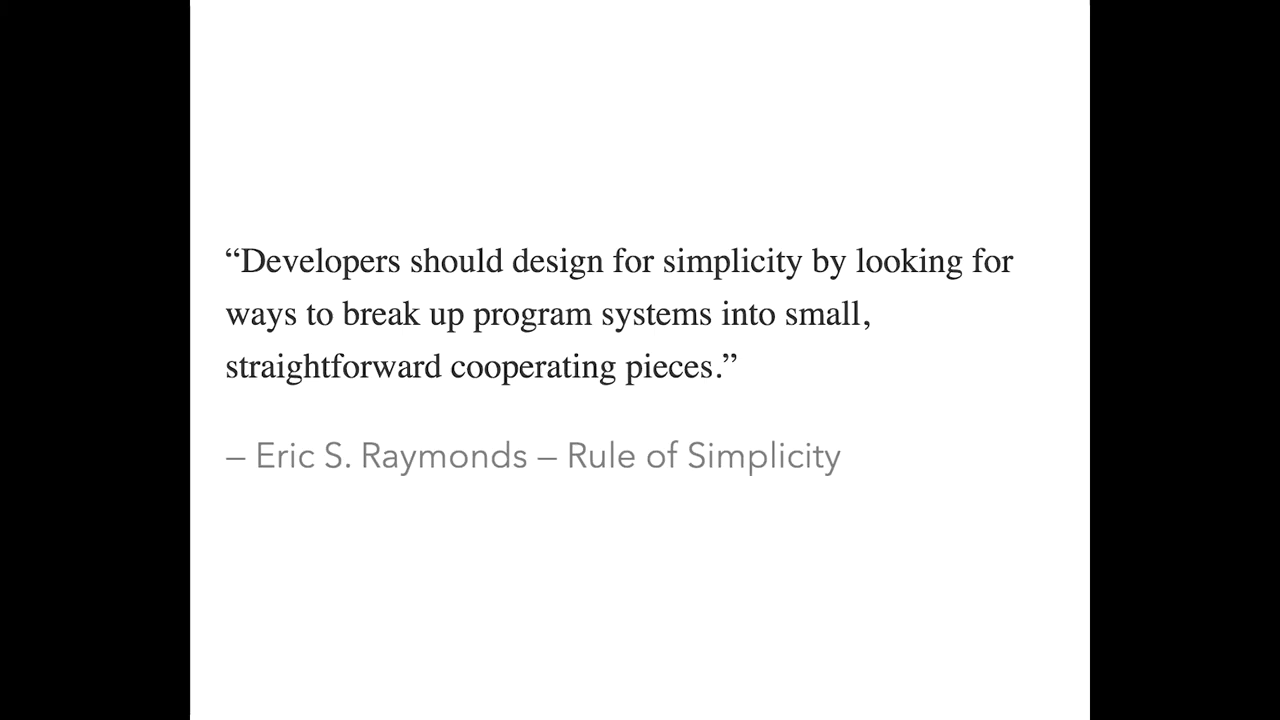 “Developers should design for simplicity by looking for
ways to break up program systems into small,
straightforward cooperating pieces.”
– Eric S. Raymonds – Rule of Simplicity